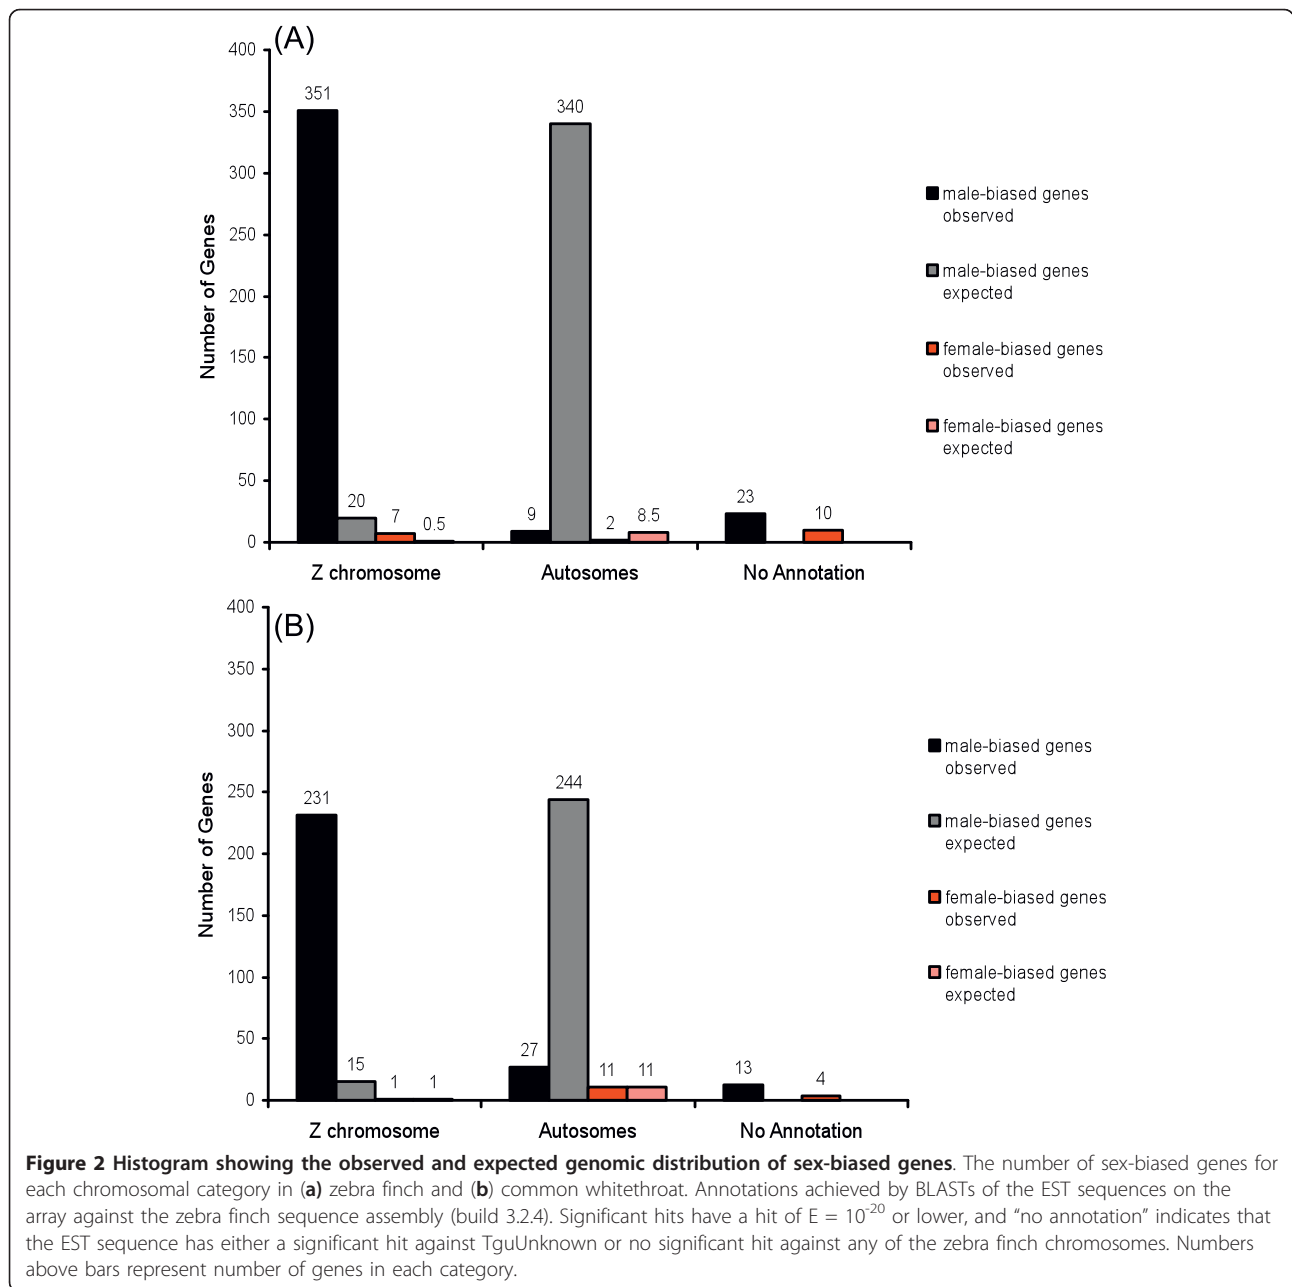 (A)
400
350
300
250
200
150
100
50
0
Number of Genes
351
20
7
0.5
9
340
2
8.5
23
10
Z chromosome
Autosomes
No Annotation
male-biased genes
observed
male-biased genes
expected
female-biased genes
observed
female-biased genes
expected
(B)
400
350
300
250
200
150
100
50
0
Number of Genes
231
15
1
1
27
244
11
11
13
4
Z chromosome
Autosomes
No Annotation
male-biased genes
observed
male-biased genes
expected
female-biased genes
observed
female-biased genes
expected
Figure 2 Histogram showing the observed and expected genomic distribution of sex-biased genes. The number of sex-biased genes for
each chromosomal category in (a) zebra finch and (b) common whitethroat. Annotations achieved by BLASTs of the EST sequences on the
array against the zebra finch sequence assembly (build 3.2.4). Significant hits have a hit of E = 10⁻²⁰ or lower, and “no annotation” indicates that
the EST sequence has either a significant hit against TguUnknown or no significant hit against any of the zebra finch chromosomes. Numbers
above bars represent number of genes in each category.